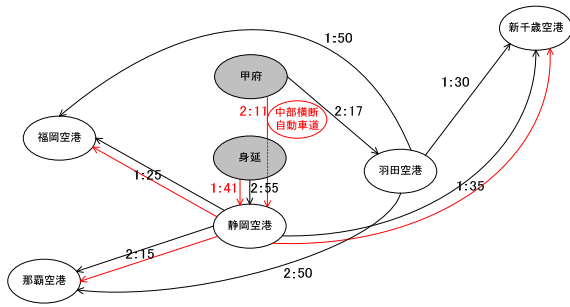 新千歳空港
1:50
甲府
1:30
2:11
中部横断
自動車道
2:17
福岡空港
身延
羽田空港
1:25
1:41
2:55
1:35
静岡空港
2:15
那覇空港
2:50